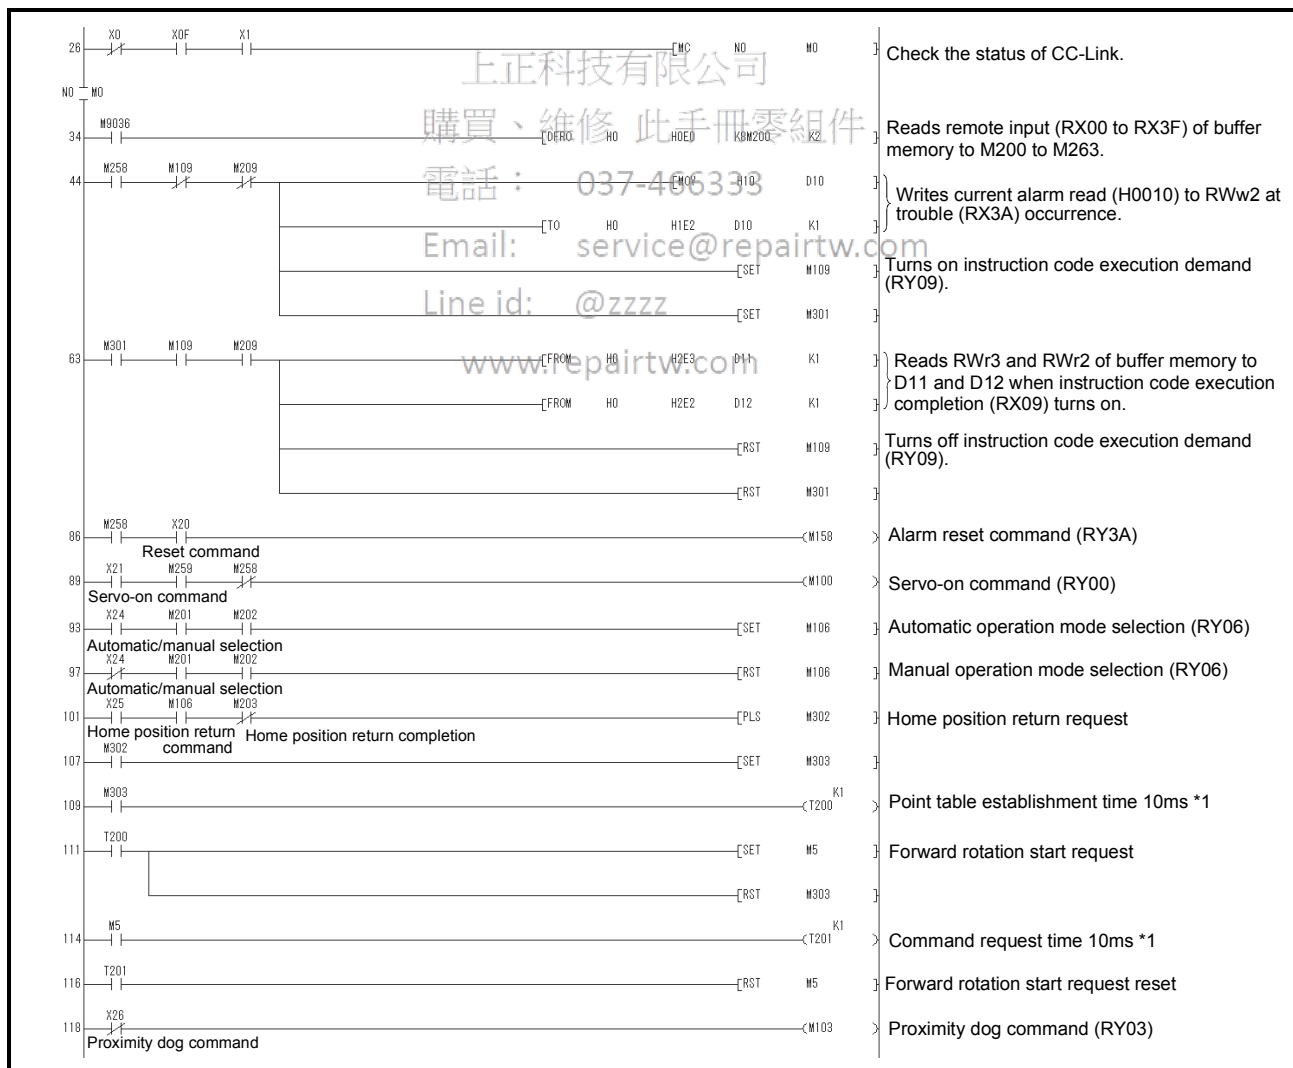 X0 X0F X1
26 [MC N0 M0 ] Check the status of CC-Link.
上正科技有限公司
N0 M0
購買、維修 此手冊零組件
M9036
34 [DFRO H0 H0E0 K8M200 K2 ] Reads remote input (RX00 to RX3F) of buffer
memory to M200 to M263.
M258 M109 M209
44 [MOV H10 D10 ] Writes current alarm read (H0010) to RWw2 at
trouble (RX3A) occurrence.
電話： 037-466333
[TO H0 H1E2 D10 K1 ]
Email: service@repairtw.com
[SET M109 ] Turns on instruction code execution demand
(RY09).
Line id: @zzzz
[SET M301 ]
M301 M109 M209
63 [FROM H0 H2E3 D11 K1 ] Reads RWr3 and RWr2 of buffer memory to
www.repairtw.com
D11 and D12 when instruction code execution
[FROM H0 H2E2 D12 K1 ] completion (RX09) turns on.
[RST M109 ] Turns off instruction code execution demand
(RY09).
[RST M301 ]
M258 X20
86 (M158 ) Alarm reset command (RY3A)
Reset command
X21 M259 M258
89 (M100 ) Servo-on command (RY00)
Servo-on command
X24 M201 M202
93 [SET M106 ] Automatic operation mode selection (RY06)
Automatic/manual selection
X24 M201 M202
97 [RST M106 ] Manual operation mode selection (RY06)
Automatic/manual selection
X25 M106 M203
101 [PLS M302 ] Home position return request
Home position return command Home position return completion
M302
107 [SET M303 ]
M303 K1
109 (T200 ) Point table establishment time 10ms *1
T200
111 [SET M5 ] Forward rotation start request
[RST M303 ]
M5 K1
114 (T201 ) Command request time 10ms *1
T201
116 [RST M5 ] Forward rotation start request reset
X26
118 (M103 ) Proximity dog command (RY03)
Proximity dog command